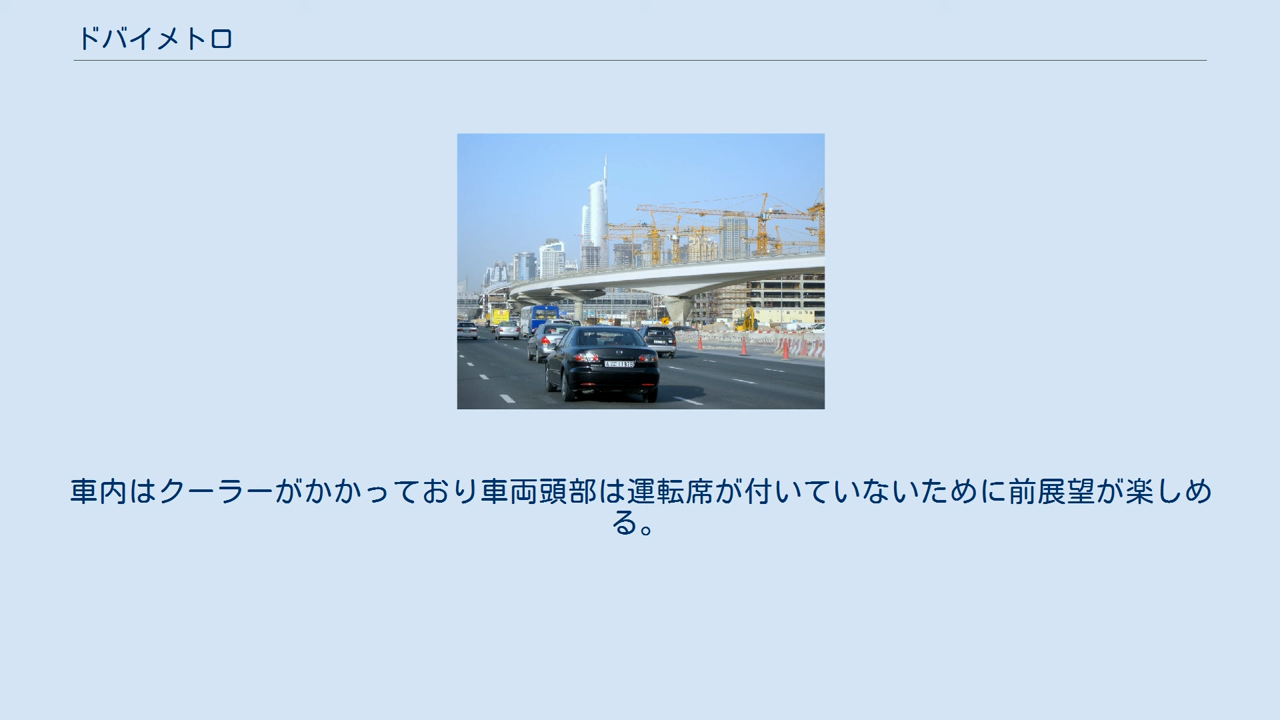 ドバイメトロ
車内はクーラーがかかっており車両頭部は運転席が付いていないために前展望が楽しめ
る。